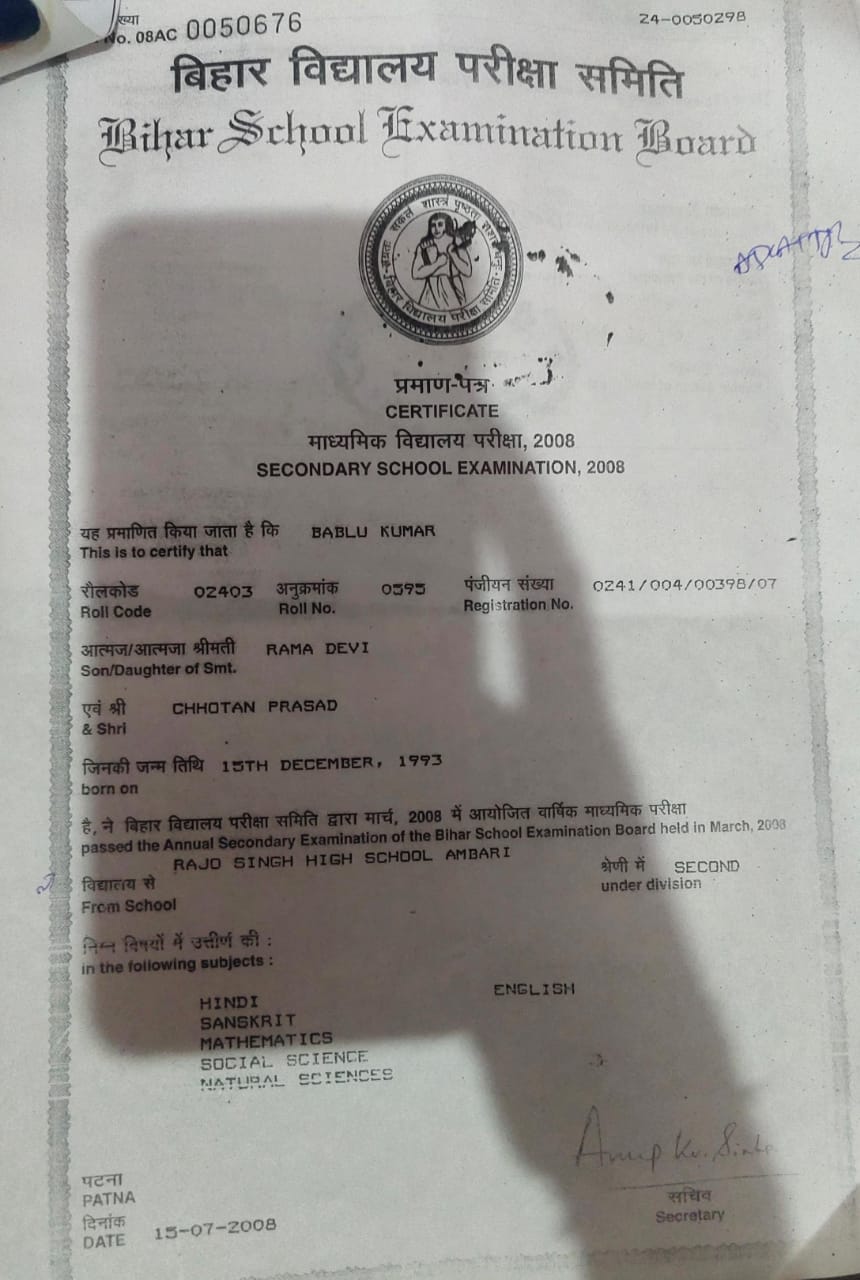 ख्या
No. 08AC 0050676
24-0050298
बिहार विद्यालय परीक्षा समिति
Bihar School Examination Board
बिहार विद्यालय परीक्षा समिति
प्रमाण-पत्र
CERTIFICATE
माध्यमिक विद्यालय परीक्षा, 2008
SECONDARY SCHOOL EXAMINATION, 2008
यह प्रमाणित किया जाता है कि BABLU KUMAR
This is to certify that
रौलकोड 02403 अनुक्रमांक 0595 पंजीयन संख्या 0241/004/00398/07
Roll Code Roll No. Registration No.
आत्मज/आत्मजा श्रीमती RAMA DEVI
Son/Daughter of Smt.
एवं श्री CHHOTAN PRASAD
& Shri
जिनकी जन्म तिथि 15TH DECEMBER, 1993
born on
है, ने बिहार विद्यालय परीक्षा समिति द्वारा मार्च, 2008 में आयोजित वार्षिक माध्यमिक परीक्षा
passed the Annual Secondary Examination of the Bihar School Examination Board held in March, 2008
RAJO SINGH HIGH SCHOOL AMBARI
विद्यालय से श्रेणी में SECOND
From School under division
निम्न विषयों में उत्तीर्ण की :
in the following subjects :
HINDI ENGLISH
SANSKRIT
MATHEMATICS
SOCIAL SCIENCE
NATURAL SCIENCES
Anup Kr. Sinha
पटना
PATNA
सचिव
Secretary
दिनांक
DATE 15-07-2008